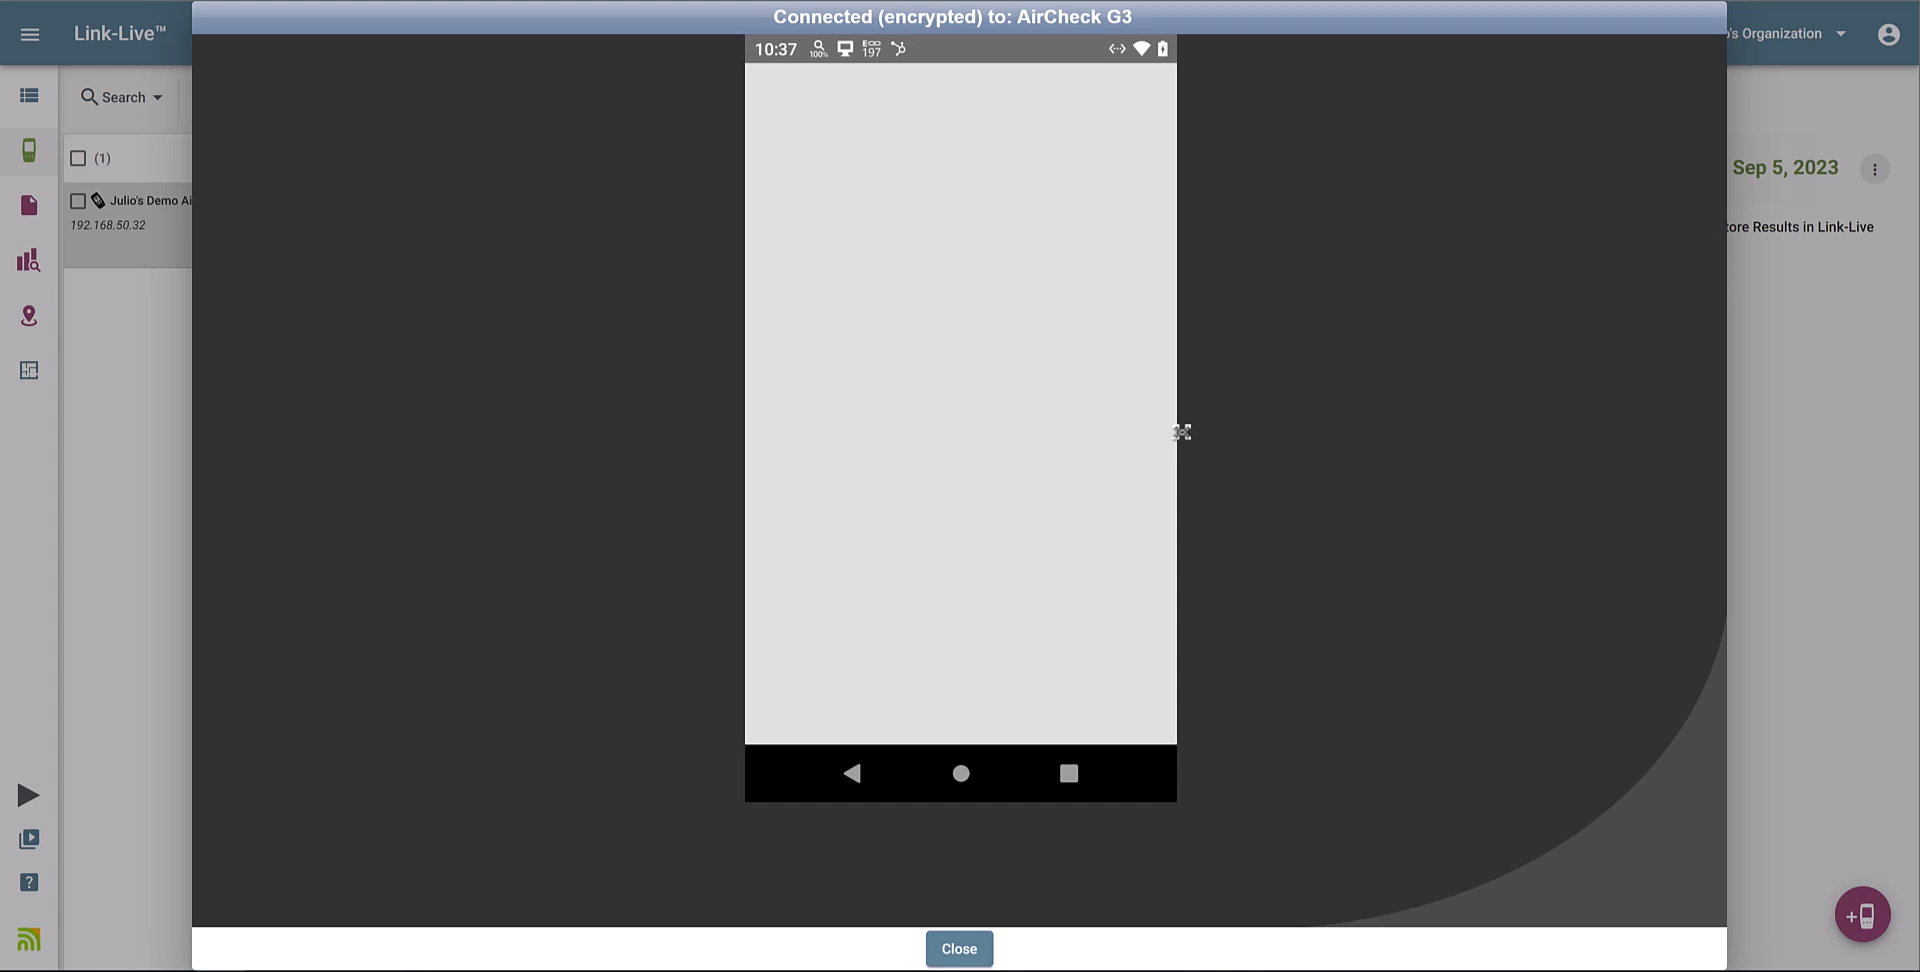 Connected (encrypted) to: AirCheck G3
Link-Live™
's Organization
10:37
100%
197
Search
(1)
Sep 5, 2023
Julio's Demo Ai
192.168.50.32
ore Results in Link-Live
?
+
Close